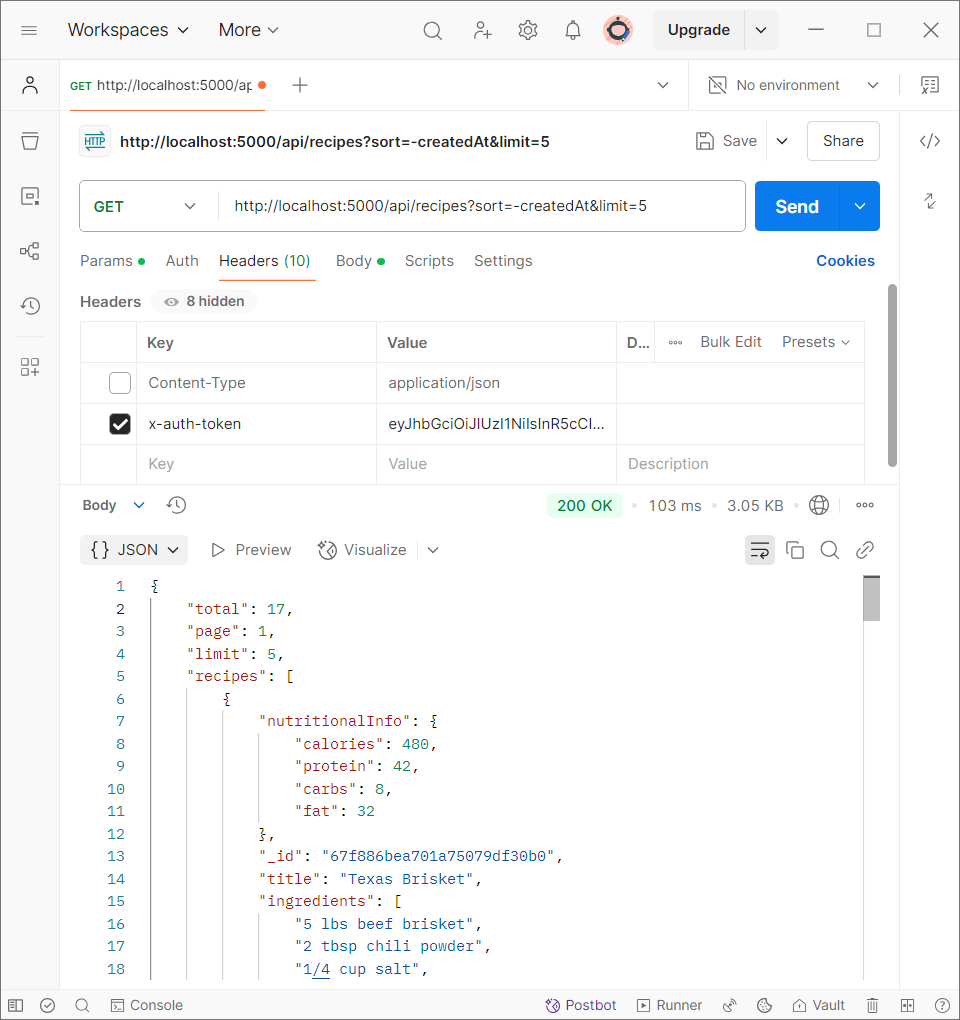 Workspaces More Upgrade
GET http://localhost:5000/ap No environment
HTTP http://localhost:5000/api/recipes?sort=-createdAt&limit=5 Save Share
GET http://localhost:5000/api/recipes?sort=-createdAt&limit=5 Send
Params Auth Headers (10) Body Scripts Settings Cookies
Headers 8 hidden
Key Value D... Bulk Edit Presets
Content-Type application/json
x-auth-token eyJhbGciOiJIUzI1NiIsInR5cCI...
Key Value Description
Body 200 OK 103 ms 3.05 KB
{} JSON Preview Visualize
1 {
2 "total": 17,
3 "page": 1,
4 "limit": 5,
5 "recipes": [
6 {
7 "nutritionalInfo": {
8 "calories": 480,
9 "protein": 42,
10 "carbs": 8,
11 "fat": 32
12 },
13 "_id": "67f886bea701a75079df30b0",
14 "title": "Texas Brisket",
15 "ingredients": [
16 "5 lbs beef brisket",
17 "2 tbsp chili powder",
18 "1/4 cup salt",
Console Postbot Runner Vault